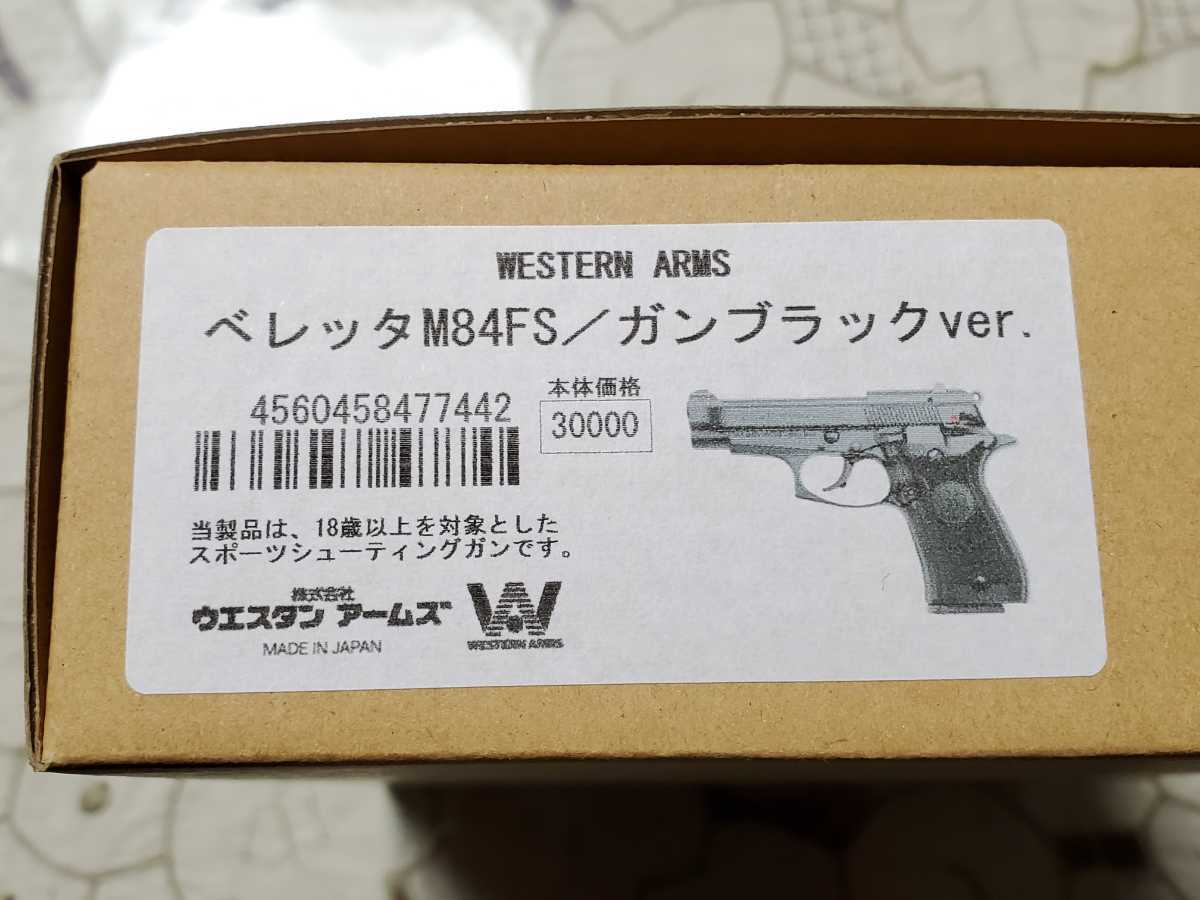 WESTERN ARMS
ベレッタM84FS／ガンブラックver.
4560458477442
本体価格
30000
当製品は、18歳以上を対象とした
スポーツシューティングガンです。
株式会社
ウエスタン アームズ
MADE IN JAPAN
WA
WESTERN ARMS